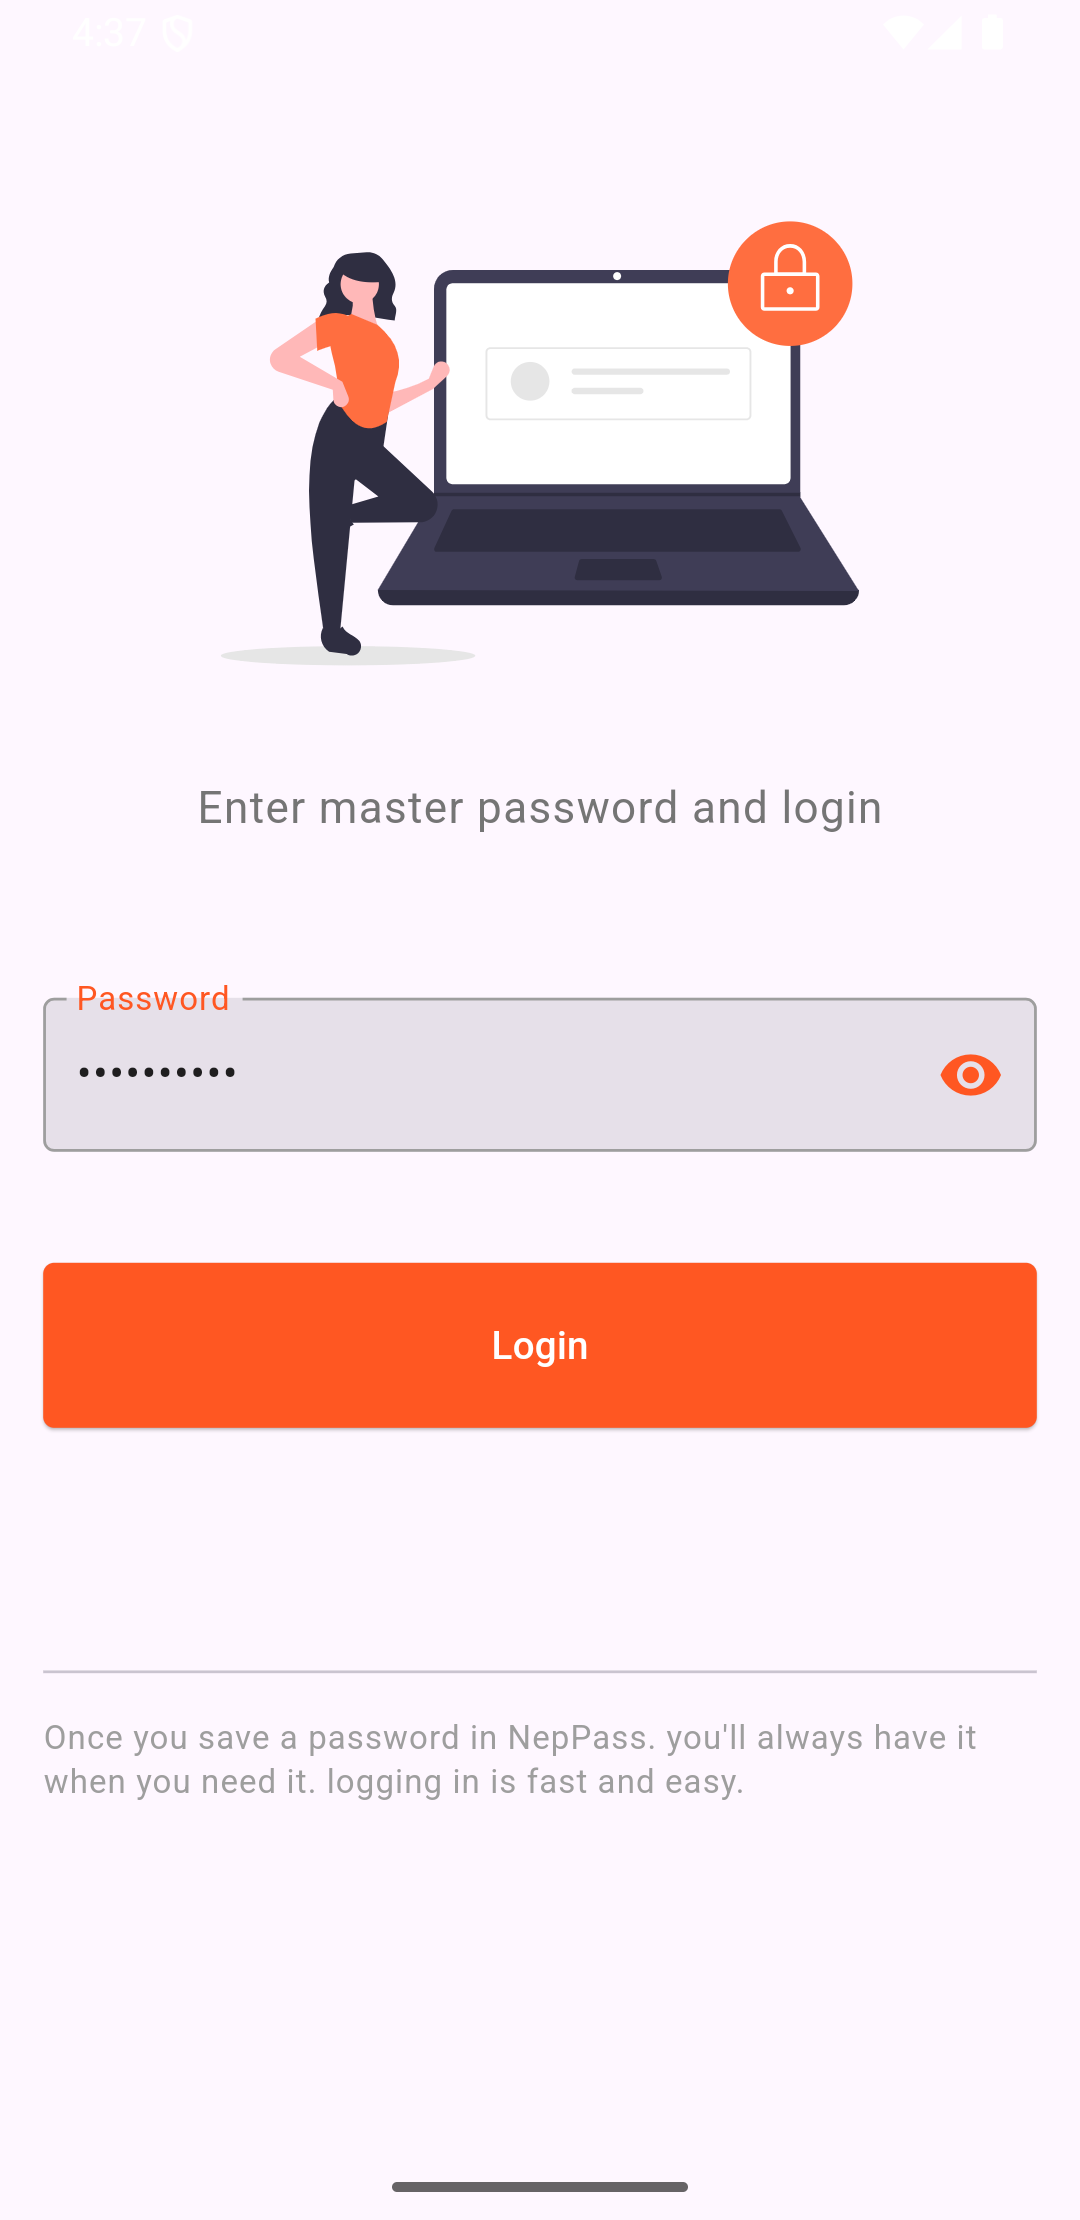 4:37
Enter master password and login
Password
••••••••••
Login
Once you save a password in NepPass. you'll always have it
when you need it. logging in is fast and easy.